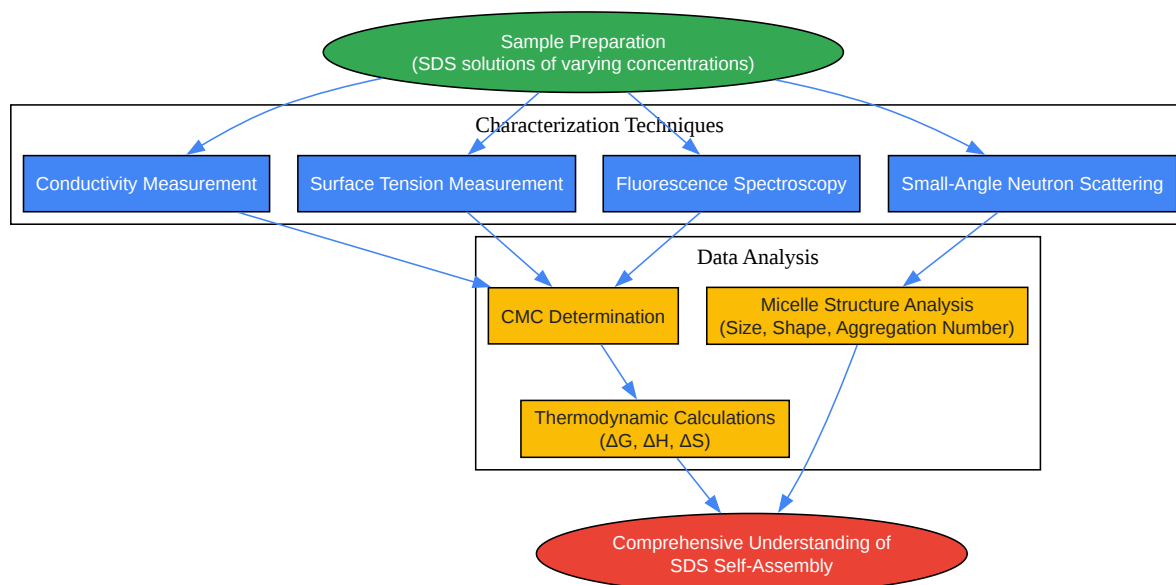 Sample Preparation
(SDS solutions of varying concentrations)
Characterization Techniques
Conductivity Measurement
Surface Tension Measurement
Fluorescence Spectroscopy
Small-Angle Neutron Scattering
Data Analysis
CMC Determination
Micelle Structure Analysis
(Size, Shape, Aggregation Number)
Thermodynamic Calculations
(ΔG, ΔH, ΔS)
Comprehensive Understanding of
SDS Self-Assembly